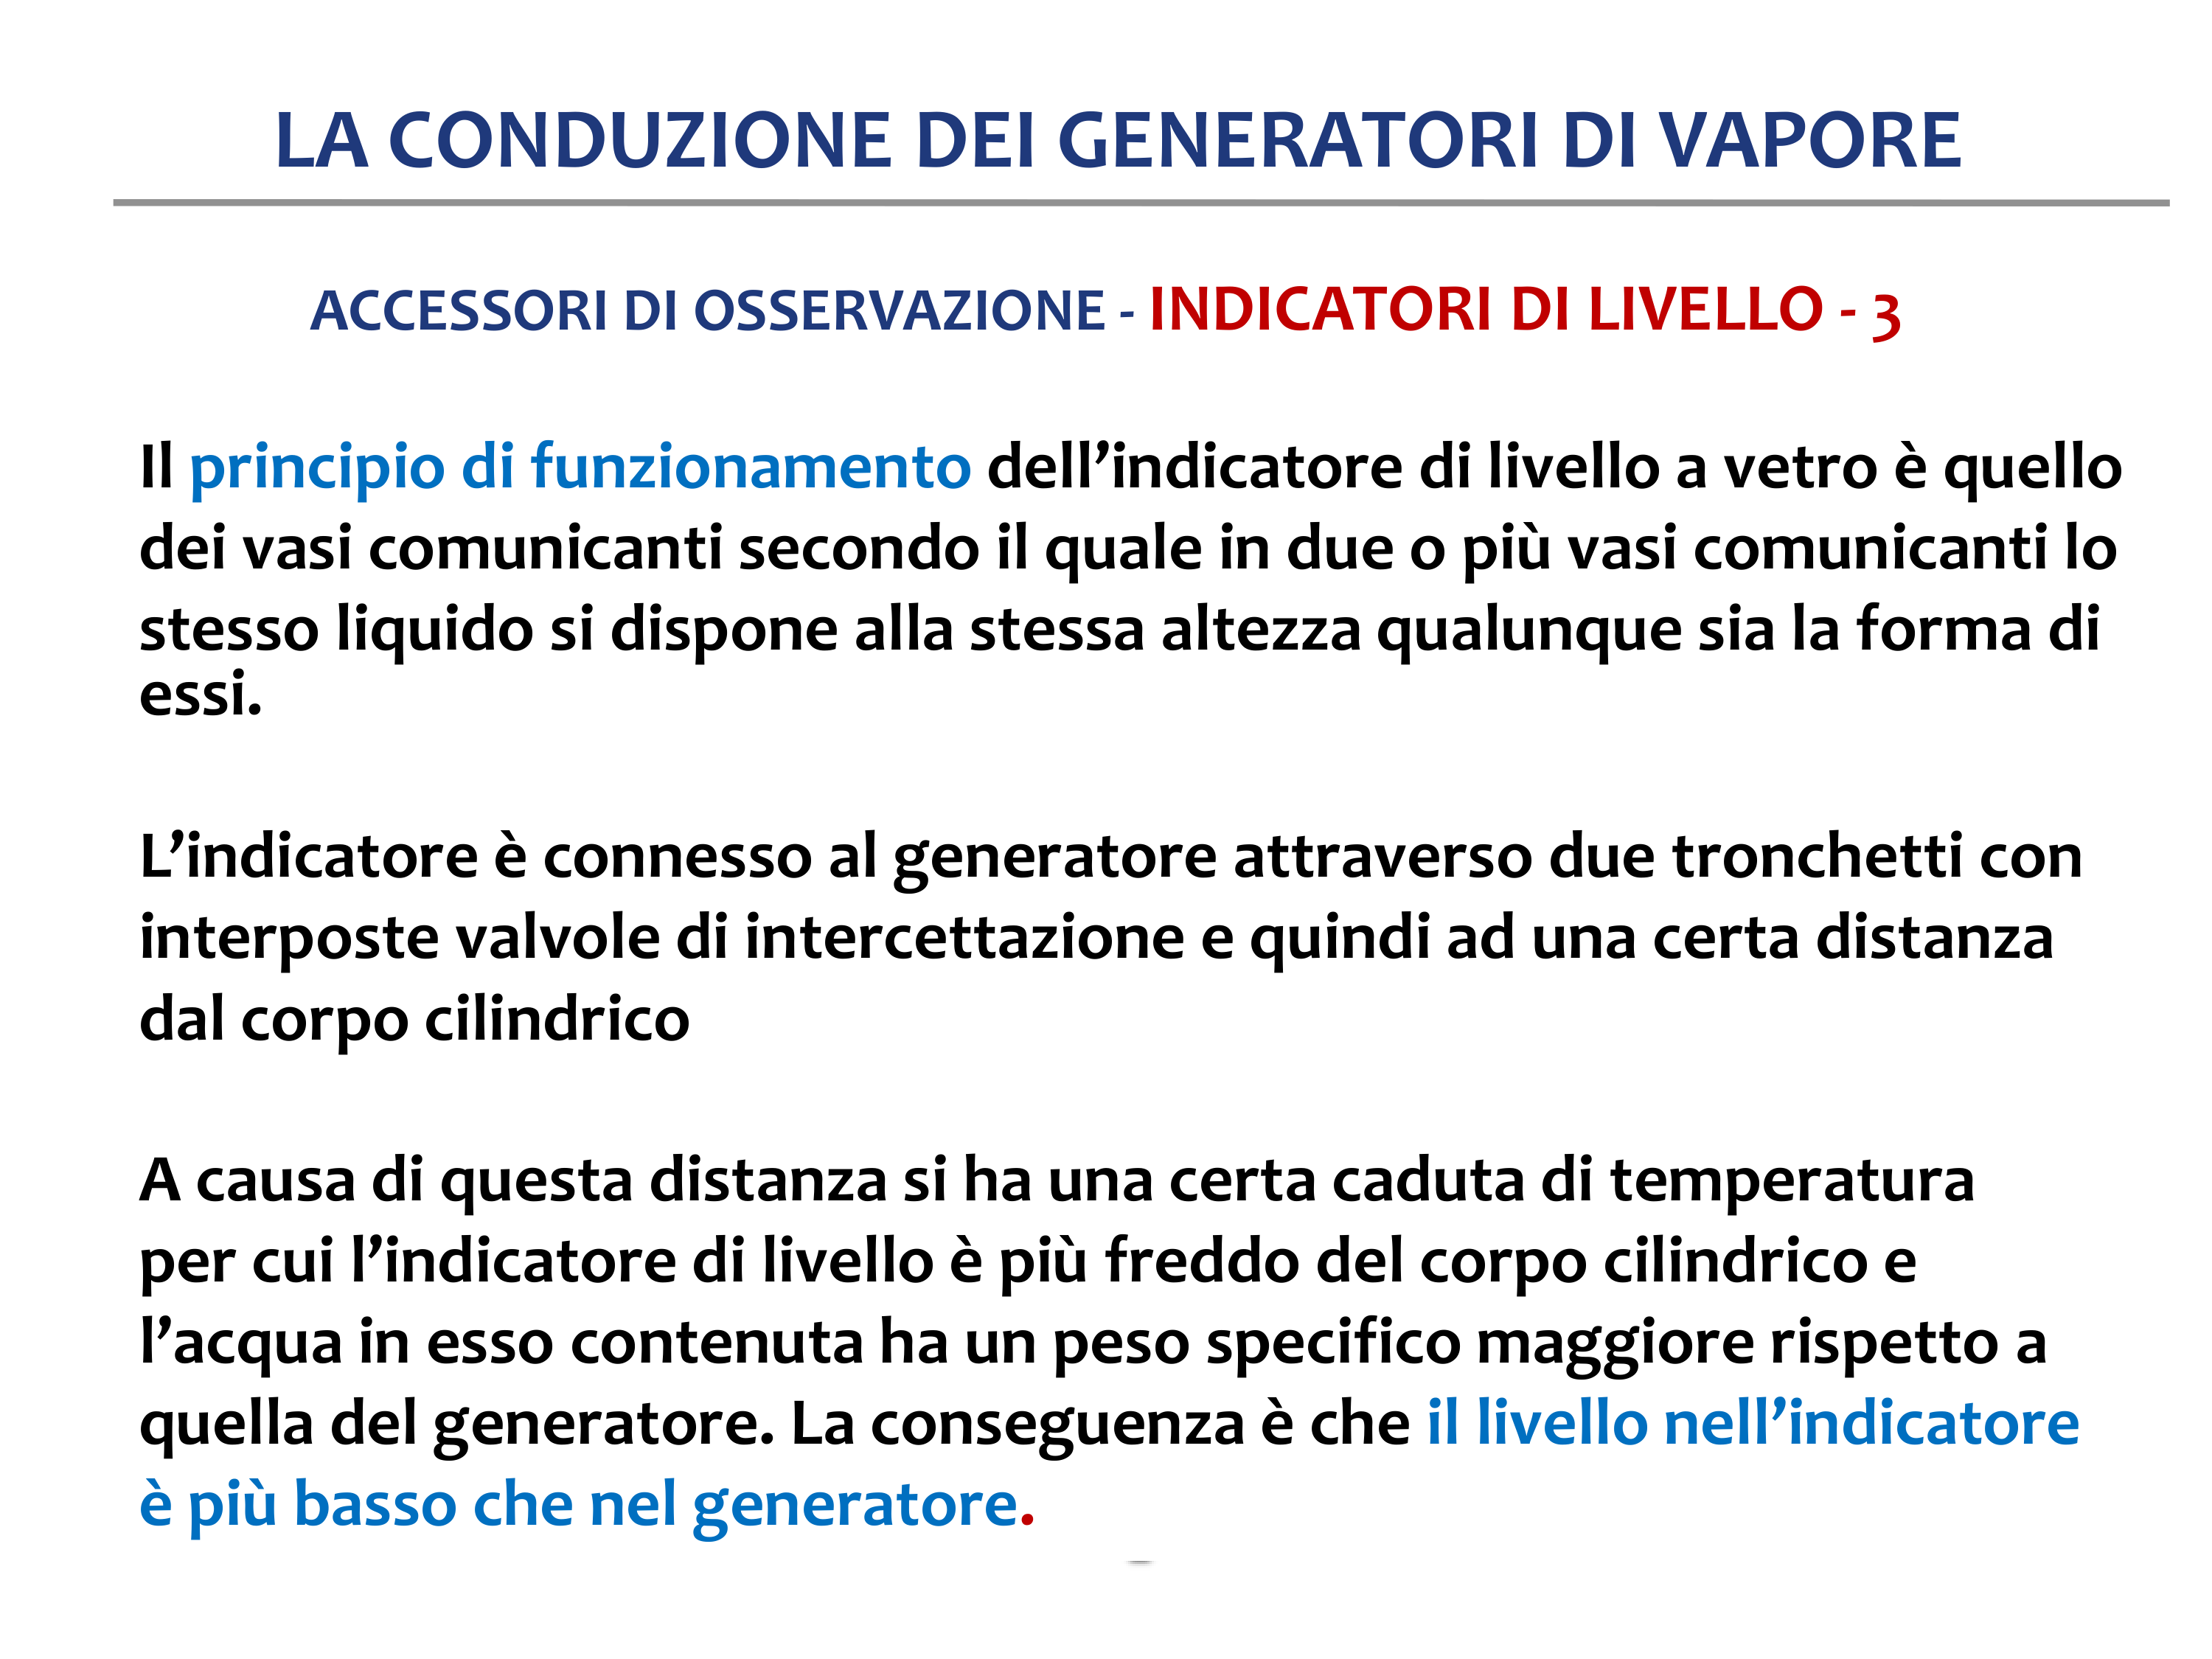 LA CONDUZIONE DEI GENERATORI DI VAPORE
ACCESSORI DI OSSERVAZIONE - INDICATORI DI LIVELLO - 3
Il principio di funzionamento dell’indicatore di livello a vetro è quello
dei vasi comunicanti secondo il quale in due o più vasi comunicanti lo
stesso liquido si dispone alla stessa altezza qualunque sia la forma di
essi.
L’indicatore è connesso al generatore attraverso due tronchetti con
interposte valvole di intercettazione e quindi ad una certa distanza
dal corpo cilindrico
A causa di questa distanza si ha una certa caduta di temperatura
per cui l’indicatore di livello è più freddo del corpo cilindrico e
l’acqua in esso contenuta ha un peso specifico maggiore rispetto a
quella del generatore. La conseguenza è che il livello nell’indicatore
è più basso che nel generatore.